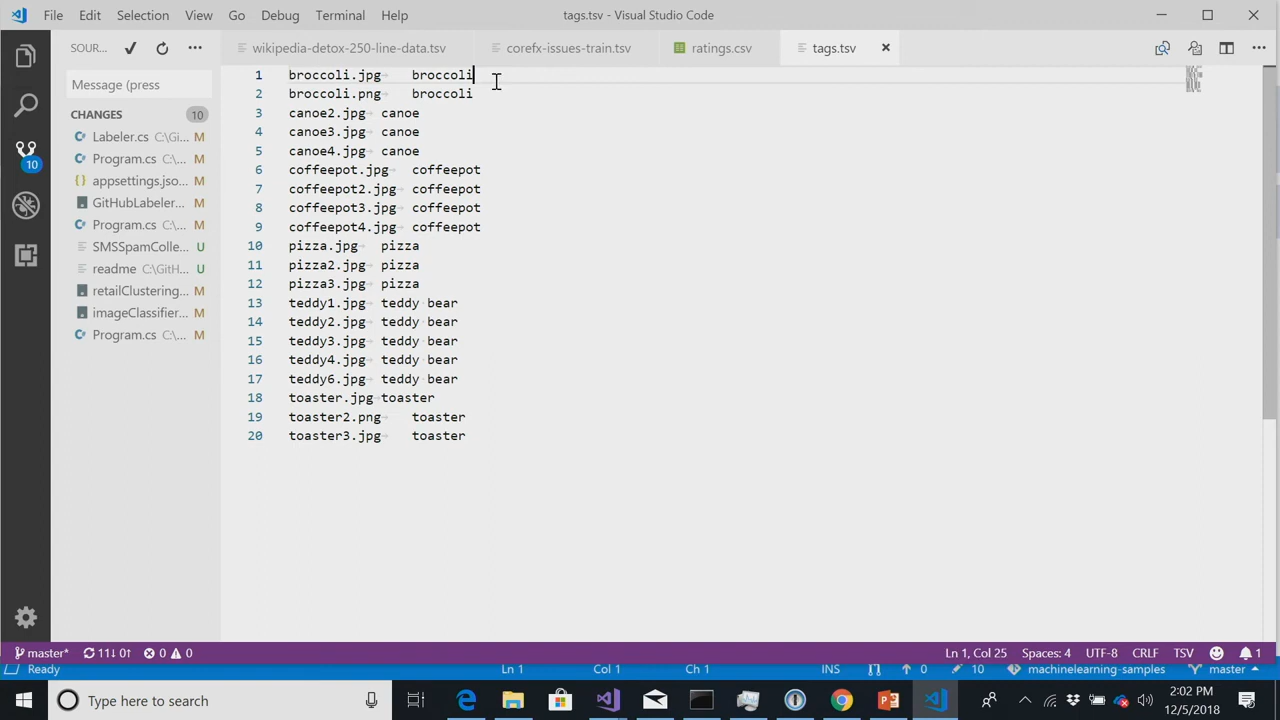 File Edit Selection View Go Debug Terminal Help tags.tsv - Visual Studio Code
SOUR... wikipedia-detox-250-line-data.tsv corefx-issues-train.tsv ratings.csv tags.tsv
Message (press
CHANGES 10
Labeler.cs C:\Gi... M
Program.cs C:\... M
appsettings.jso... M
GitHubLabeler... M
Program.cs C:\... M
SMSSpamColle... U
readme C:\GitH... U
retailClustering... M
imageClassifier... M
Program.cs C:\... M
10
1 broccoli.jpg broccoli
2 broccoli.png broccoli
3 canoe2.jpg canoe
4 canoe3.jpg canoe
5 canoe4.jpg canoe
6 coffeepot.jpg coffeepot
7 coffeepot2.jpg coffeepot
8 coffeepot3.jpg coffeepot
9 coffeepot4.jpg coffeepot
10 pizza.jpg pizza
11 pizza2.jpg pizza
12 pizza3.jpg pizza
13 teddy1.jpg teddy bear
14 teddy2.jpg teddy bear
15 teddy3.jpg teddy bear
16 teddy4.jpg teddy bear
17 teddy6.jpg teddy bear
18 toaster.jpg toaster
19 toaster2.png toaster
20 toaster3.jpg toaster
master* 11↓ 0↑ 0 0 Ln 1, Col 25 Spaces: 4 UTF-8 CRLF TSV 1
Ready Ln 1 Col 1 Ch 1 INS 0 10 machinelearning-samples master
Type here to search 2:02 PM
12/5/2018